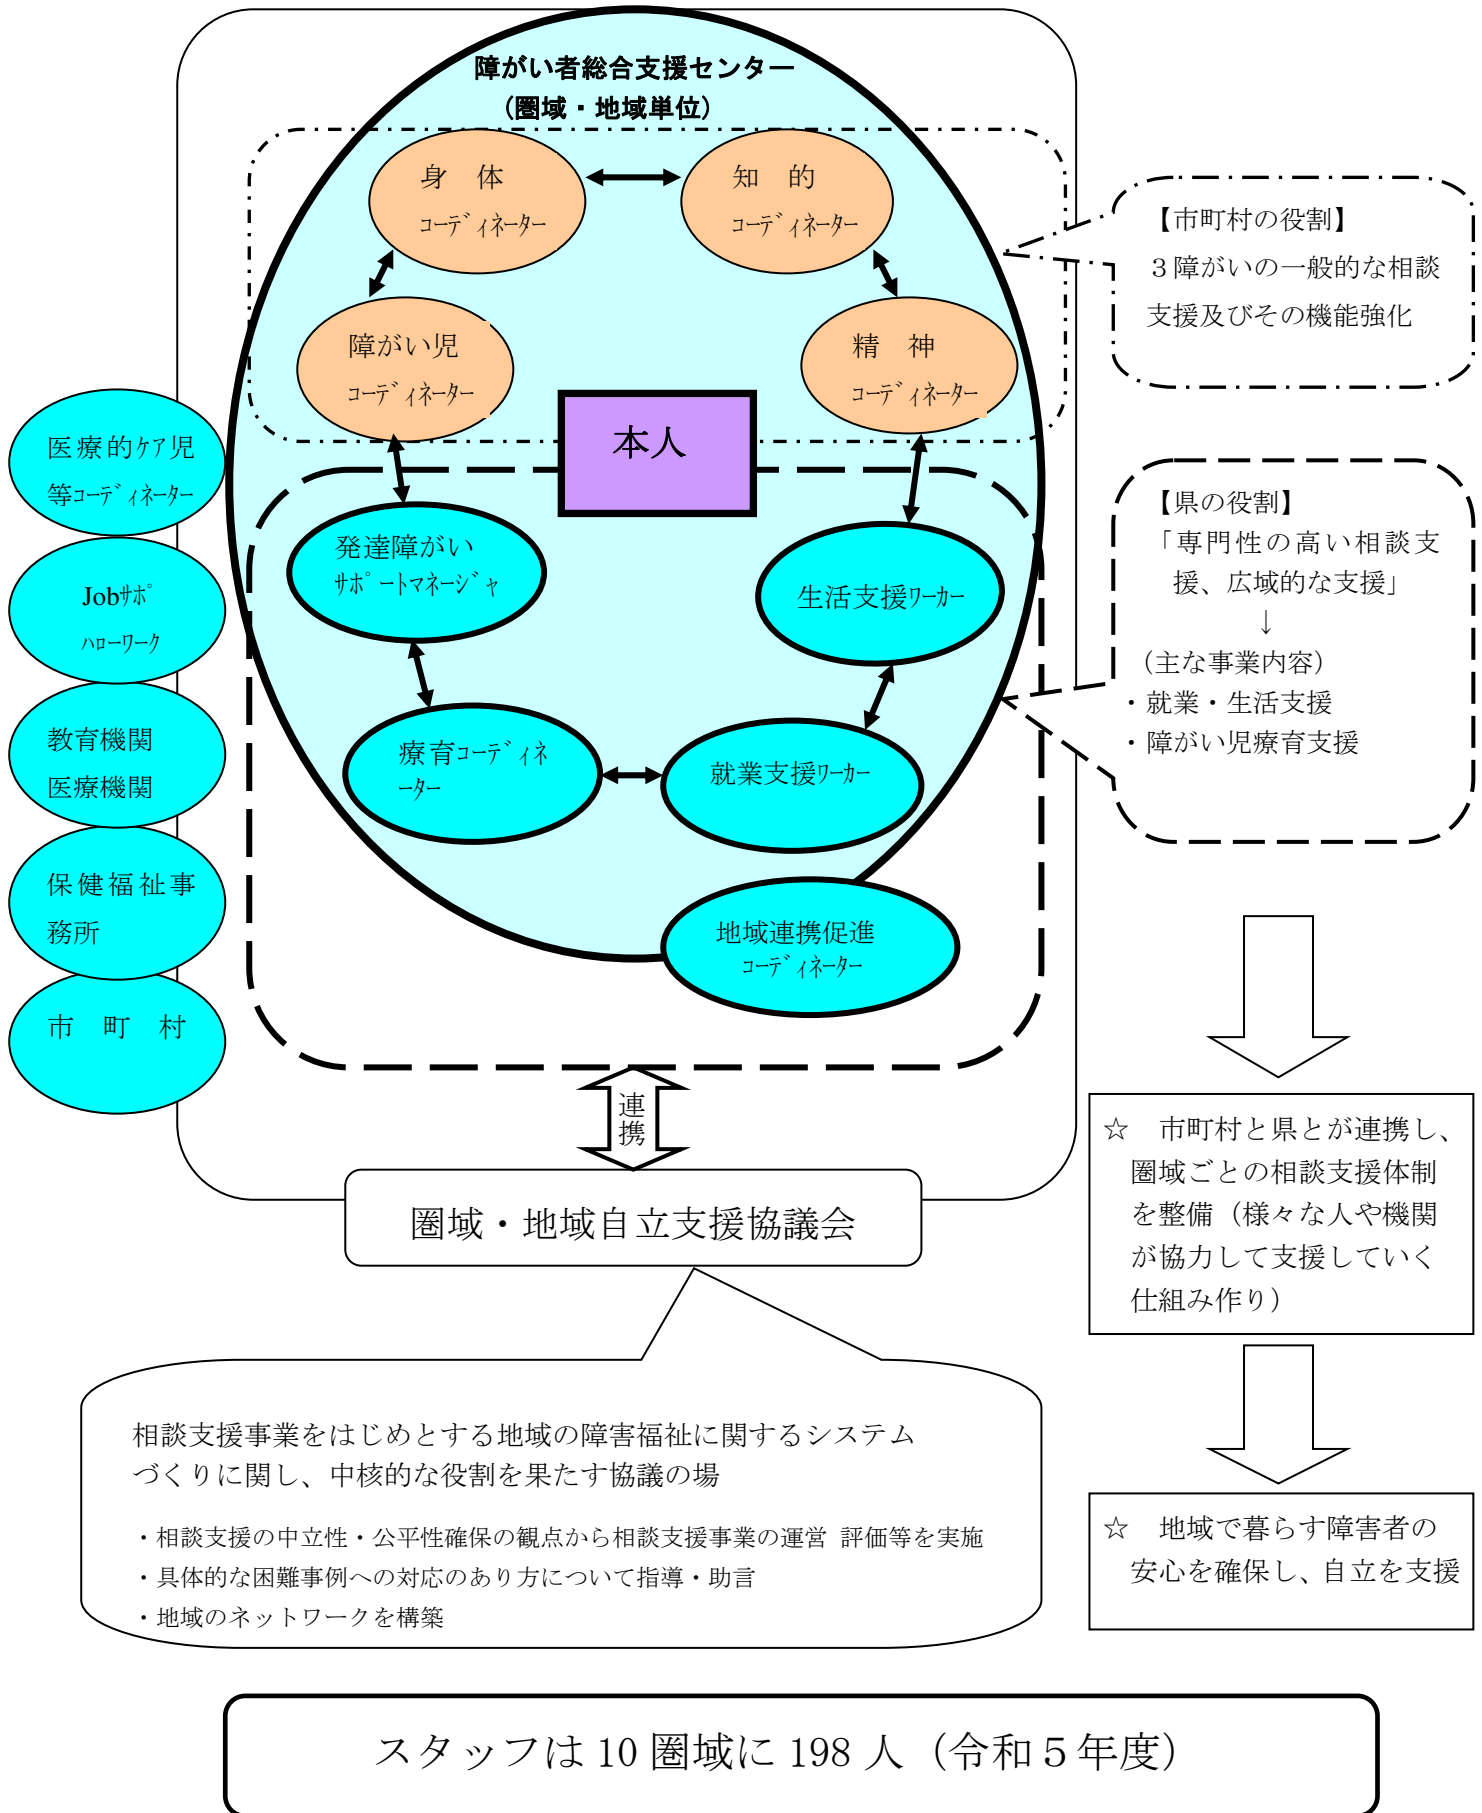 障がい者総合支援センター
(圏域・地域単位)
身　体
ｺｰﾃﾞｨﾈｰﾀｰ
知　的
ｺｰﾃﾞｨﾈｰﾀｰ
障がい児
ｺｰﾃﾞｨﾈｰﾀｰ
精　神
ｺｰﾃﾞｨﾈｰﾀｰ
本人
発達障がい
ｻﾎﾟｰﾄﾏﾈｰｼﾞｬ
生活支援ﾜｰｶｰ
療育ｺｰﾃﾞｨﾈ
ｰﾀｰ
就業支援ﾜｰｶｰ
地域連携促進
ｺｰﾃﾞｨﾈｰﾀｰ
医療的ｹｱ児
等ｺｰﾃﾞｨﾈｰﾀｰ
Jobｻﾎﾟ
ﾊﾛｰﾜｰｸ
教育機関
医療機関
保健福祉事
務所
市　町　村
【市町村の役割】
３障がいの一般的な相談
支援及びその機能強化
【県の役割】
「専門性の高い相談支
援、広域的な支援」
↓
(主な事業内容)
・就業・生活支援
・障がい児療育支援
連
携
圏域・地域自立支援協議会
☆　市町村と県とが連携し、
圏域ごとの相談支援体制
を整備（様々な人や機関
が協力して支援していく
仕組み作り）
相談支援事業をはじめとする地域の障害福祉に関するシステム
づくりに関し、中核的な役割を果たす協議の場
・相談支援の中立性・公平性確保の観点から相談支援事業の運営 評価等を実施
・具体的な困難事例への対応のあり方について指導・助言
・地域のネットワークを構築
☆　地域で暮らす障害者の
安心を確保し、自立を支援
スタッフは 10 圏域に 198 人（令和５年度）